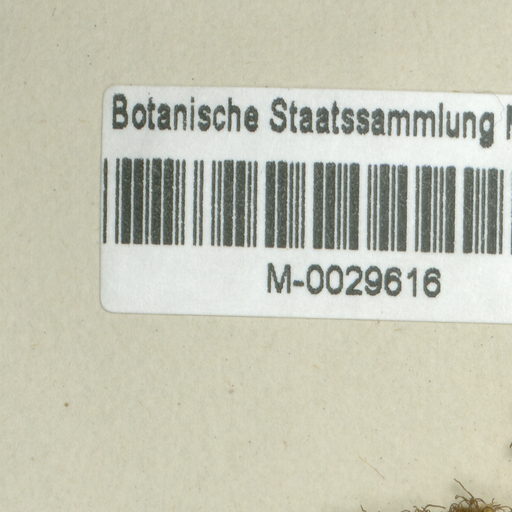 Botanische Staatssammlung
M-0029616